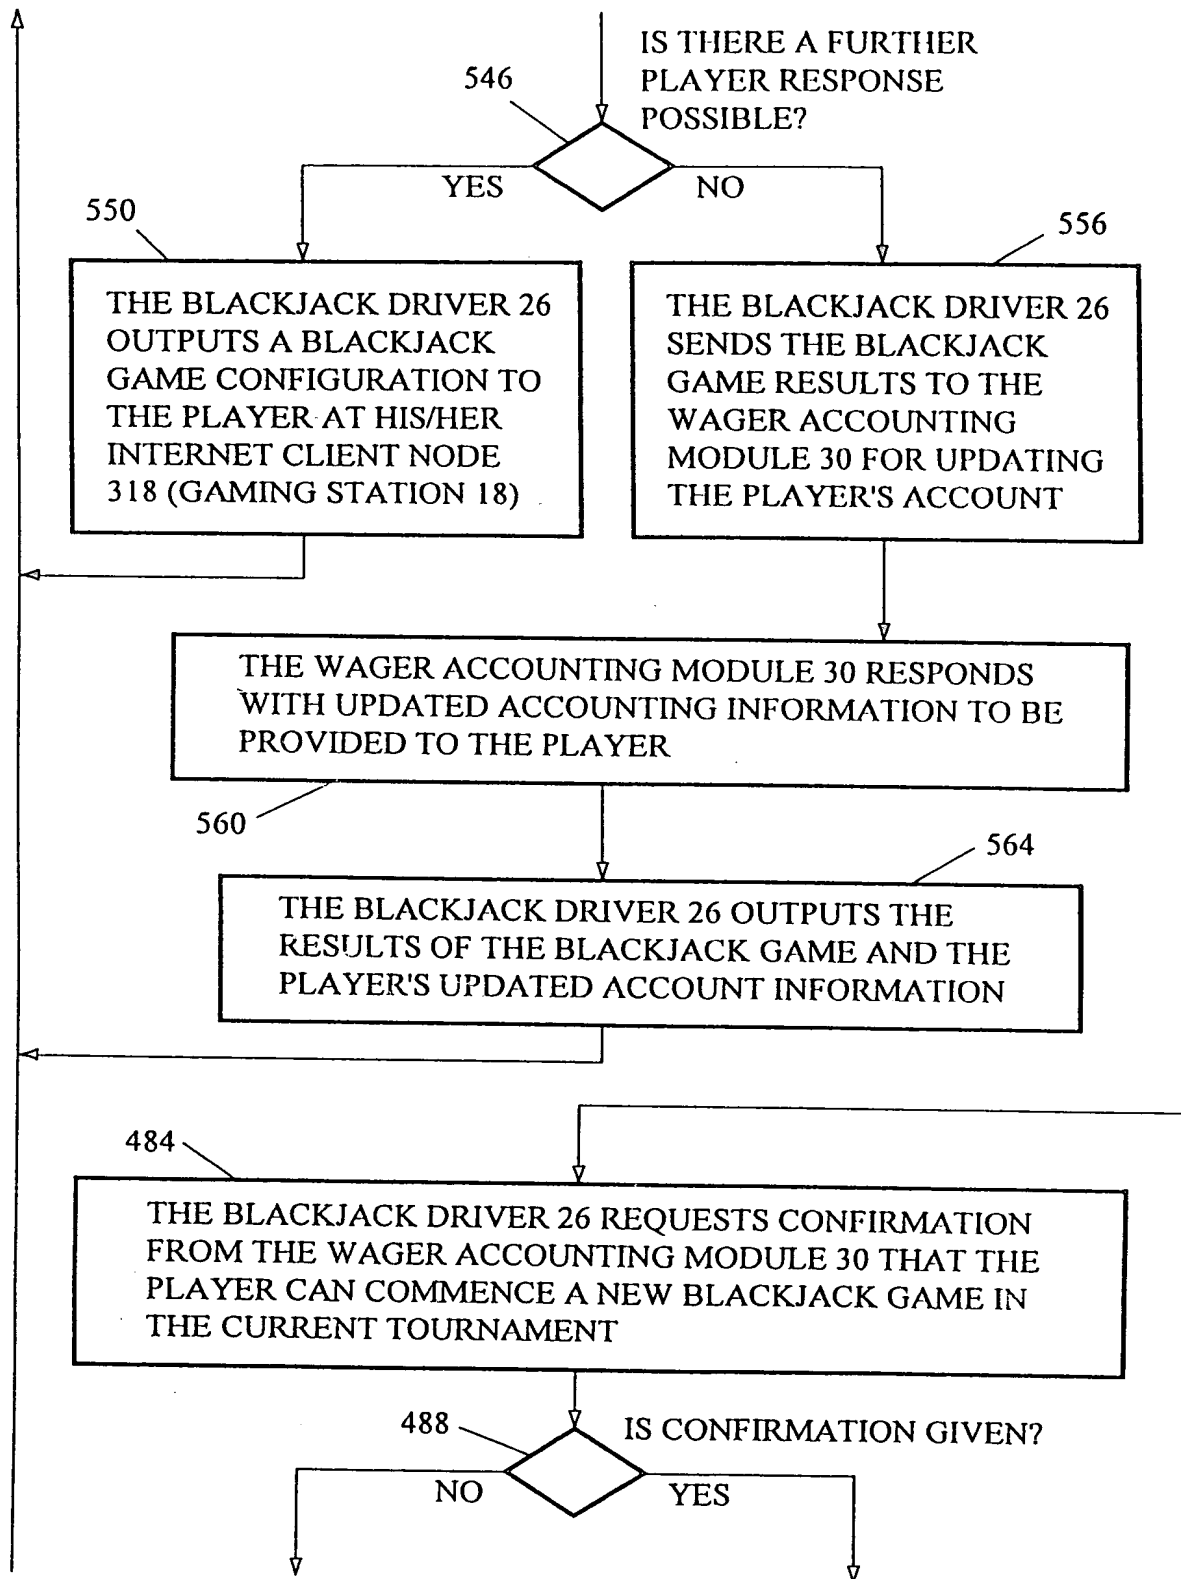 IS THERE A FURTHER
PLAYER RESPONSE
POSSIBLE?
546
YES
NO
550
556
THE BLACKJACK DRIVER 26
OUTPUTS A BLACKJACK
GAME CONFIGURATION TO
THE PLAYER AT HIS/HER
INTERNET CLIENT NODE
318 (GAMING STATION 18)
THE BLACKJACK DRIVER 26
SENDS THE BLACKJACK
GAME RESULTS TO THE
WAGER ACCOUNTING
MODULE 30 FOR UPDATING
THE PLAYER'S ACCOUNT
THE WAGER ACCOUNTING MODULE 30 RESPONDS
WITH UPDATED ACCOUNTING INFORMATION TO BE
PROVIDED TO THE PLAYER
560
564
THE BLACKJACK DRIVER 26 OUTPUTS THE
RESULTS OF THE BLACKJACK GAME AND THE
PLAYER'S UPDATED ACCOUNT INFORMATION
484
THE BLACKJACK DRIVER 26 REQUESTS CONFIRMATION
FROM THE WAGER ACCOUNTING MODULE 30 THAT THE
PLAYER CAN COMMENCE A NEW BLACKJACK GAME IN
THE CURRENT TOURNAMENT
488
IS CONFIRMATION GIVEN?
NO
YES